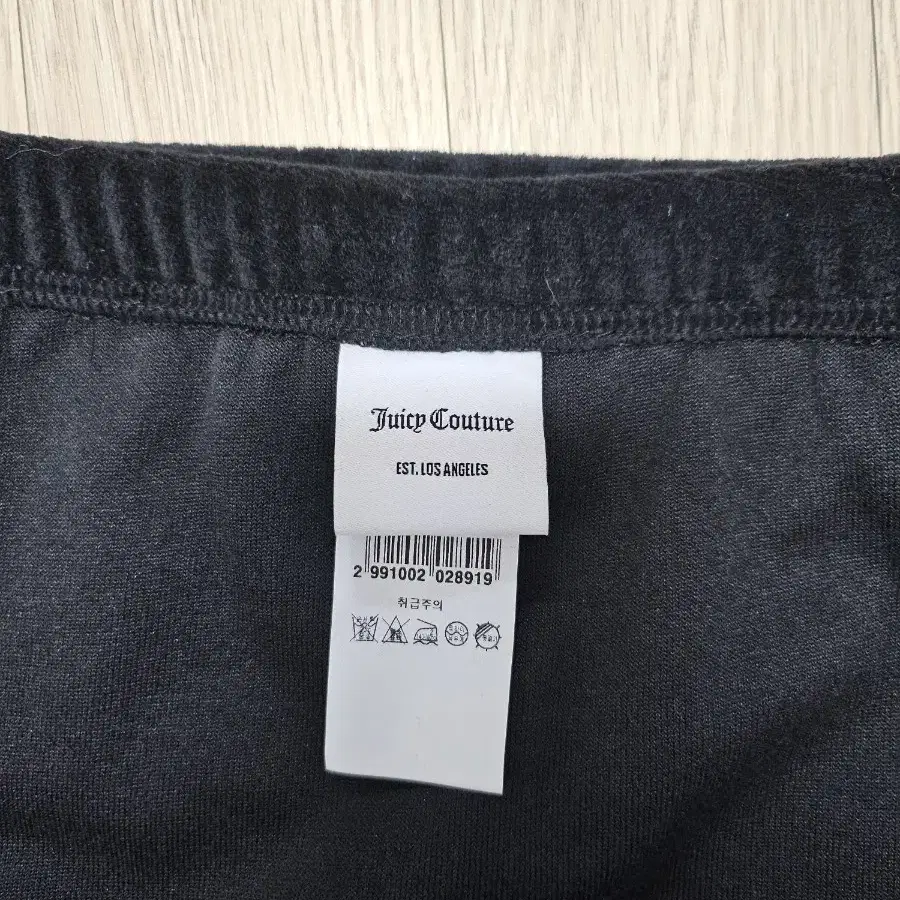 Juicy Couture
EST. LOS ANGELES
2 991002 028919
취급주의